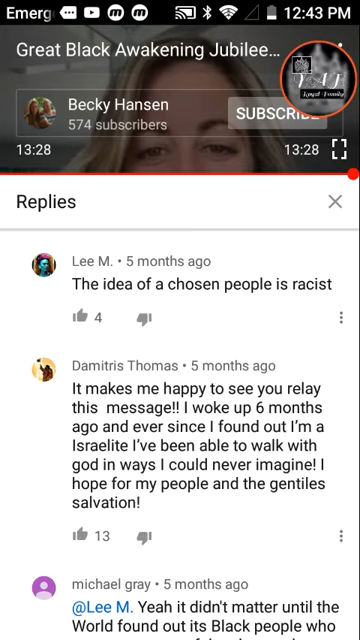 Emerg
12:43 PM
Great Black Awakening Jubilee...
Y A F
Royal Family
Becky Hansen
574 subscribers
SUBSCRIBE
13:28
13:28
Replies
Lee M. • 5 months ago
The idea of a chosen people is racist
4
Damitris Thomas • 5 months ago
It makes me happy to see you relay
this message!! I woke up 6 months
ago and ever since I found out I'm a
Israelite I've been able to walk with
god in ways I could never imagine! I
hope for my people and the gentiles
salvation!
13
michael gray • 5 months ago
@Lee M. Yeah it didn't matter until the
World found out its Black people who